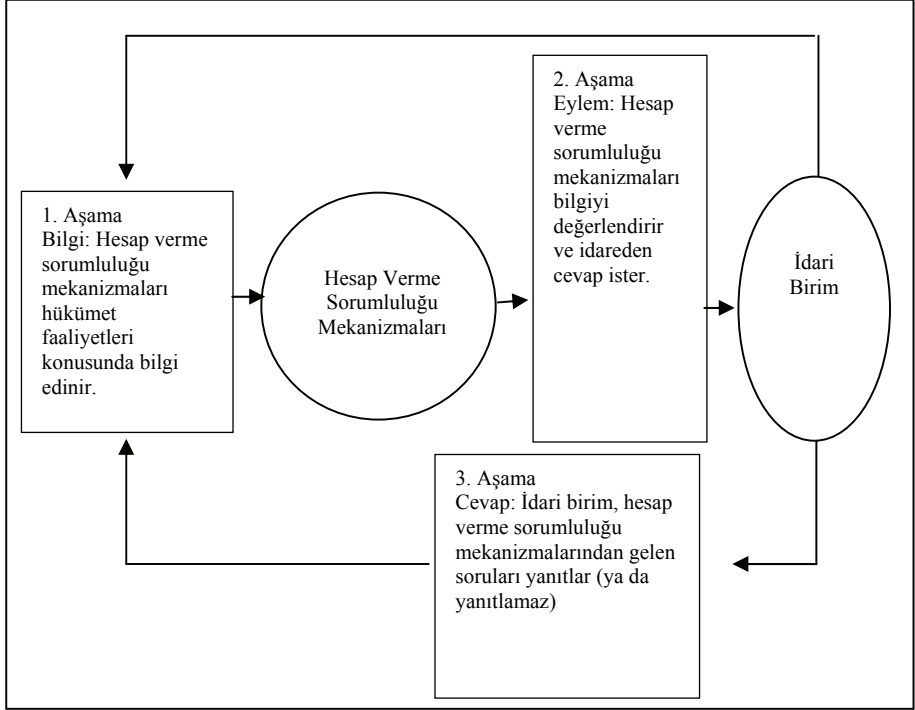 1. Aşama
Bilgi: Hesap verme
sorumluluğu
mekanizmaları
hükümet
faaliyetleri
konusunda bilgi
edinir.
Hesap Verme
Sorumluluğu
Mekanizmaları
2. Aşama
Eylem: Hesap
verme
sorumluluğu
mekanizmaları
bilgiyi
değerlendirir
ve idareden
cevap ister.
İdari
Birim
3. Aşama
Cevap: İdari birim, hesap
verme sorumluluğu
mekanizmalarından gelen
soruları yanıtlar (ya da
yanıtlamaz)